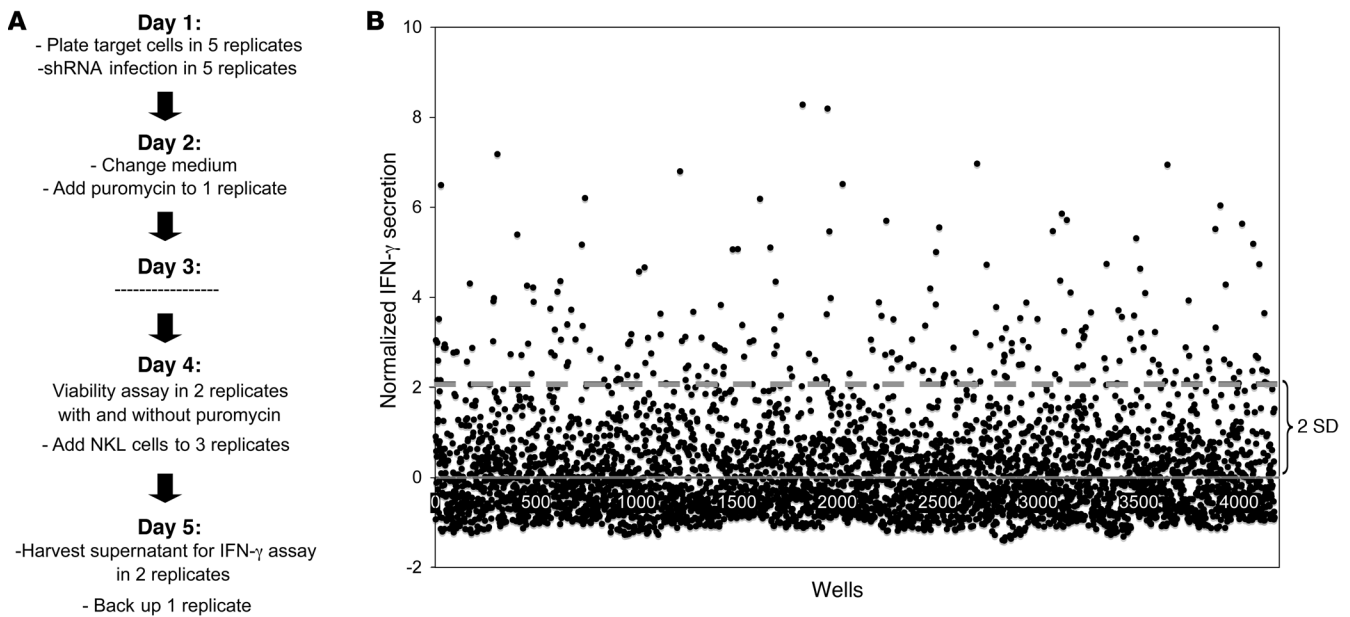 A
Day 1:
- Plate target cells in 5 replicates
-shRNA infection in 5 replicates
Day 2:
- Change medium
- Add puromycin to 1 replicate
Day 3:
-----------------
Day 4:
Viability assay in 2 replicates
with and without puromycin
- Add NKL cells to 3 replicates
Day 5:
-Harvest supernatant for IFN-γ assay
in 2 replicates
- Back up 1 replicate
B
Normalized IFN-γ secretion
10
8
6
4
2
0
-2
0 500 1000 1500 2000 2500 3000 3500 4000
Wells
2 SD